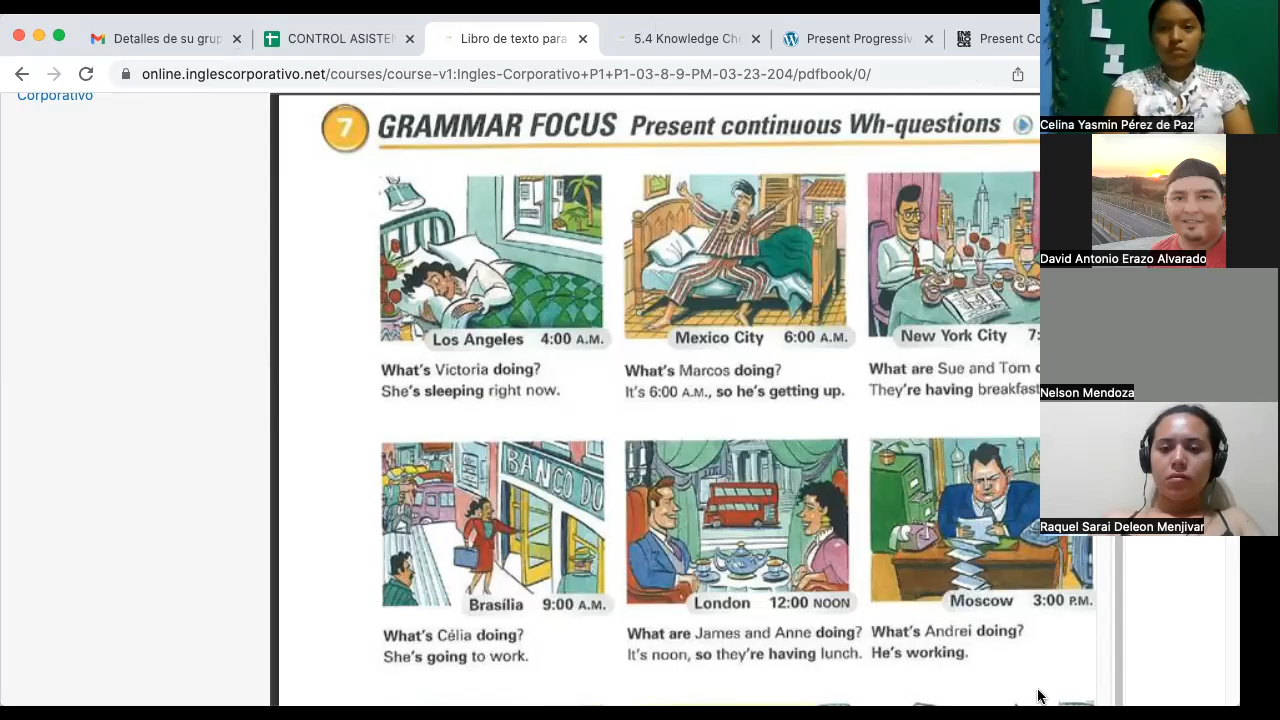 Detalles de su grup
CONTROL ASISTEN
Libro de texto para
5.4 Knowledge Che
Present Progressiv
Present Co
online.inglescorporativo.net/courses/course-v1:Ingles-Corporativo+P1+P1-03-8-9-PM-03-23-204/pdfbook/0/
Corporativo
7 GRAMMAR FOCUS Present continuous Wh-questions
Los Angeles 4:00 A.M.
What's Victoria doing?
She's sleeping right now.
Mexico City 6:00 A.M.
What's Marcos doing?
It's 6:00 A.M., so he's getting up.
New York City 7:
What are Sue and Tom
They're having breakfast
BANCO DO
Brasília 9:00 A.M.
What's Célia doing?
She's going to work.
London 12:00 NOON
What are James and Anne doing?
It's noon, so they're having lunch.
Moscow 3:00 P.M.
What's Andrei doing?
He's working.
L
I
Celina Yasmin Pérez de Paz
David Antonio Erazo Alvarado
Nelson Mendoza
Raquel Sarai Deleon Menjivar